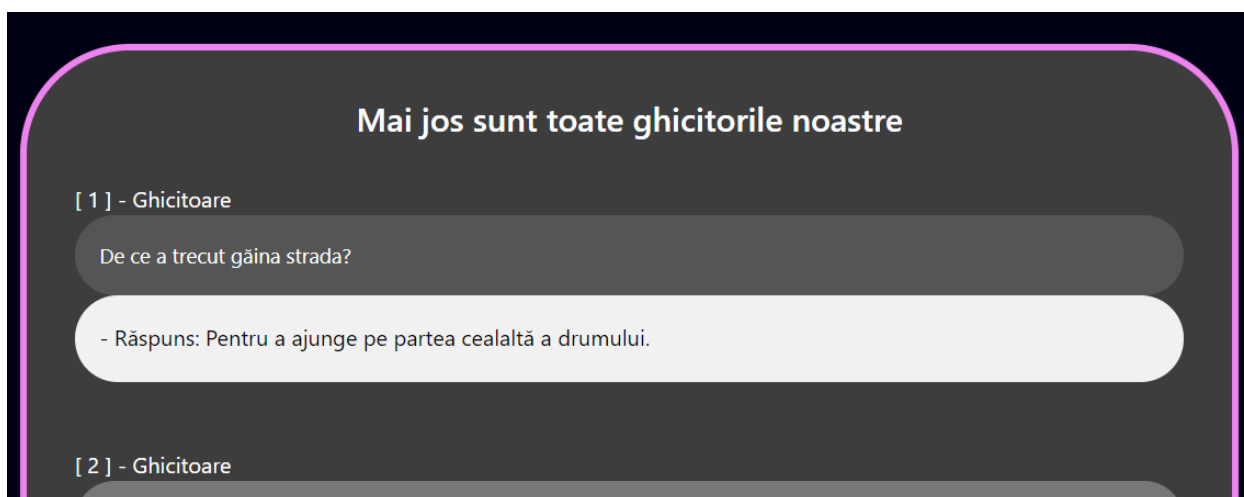 Mai jos sunt toate ghicitorile noastre
[ 1 ] - Ghicitoare
De ce a trecut găina strada?
- Răspuns: Pentru a ajunge pe partea cealaltă a drumului.
[ 2 ] - Ghicitoare